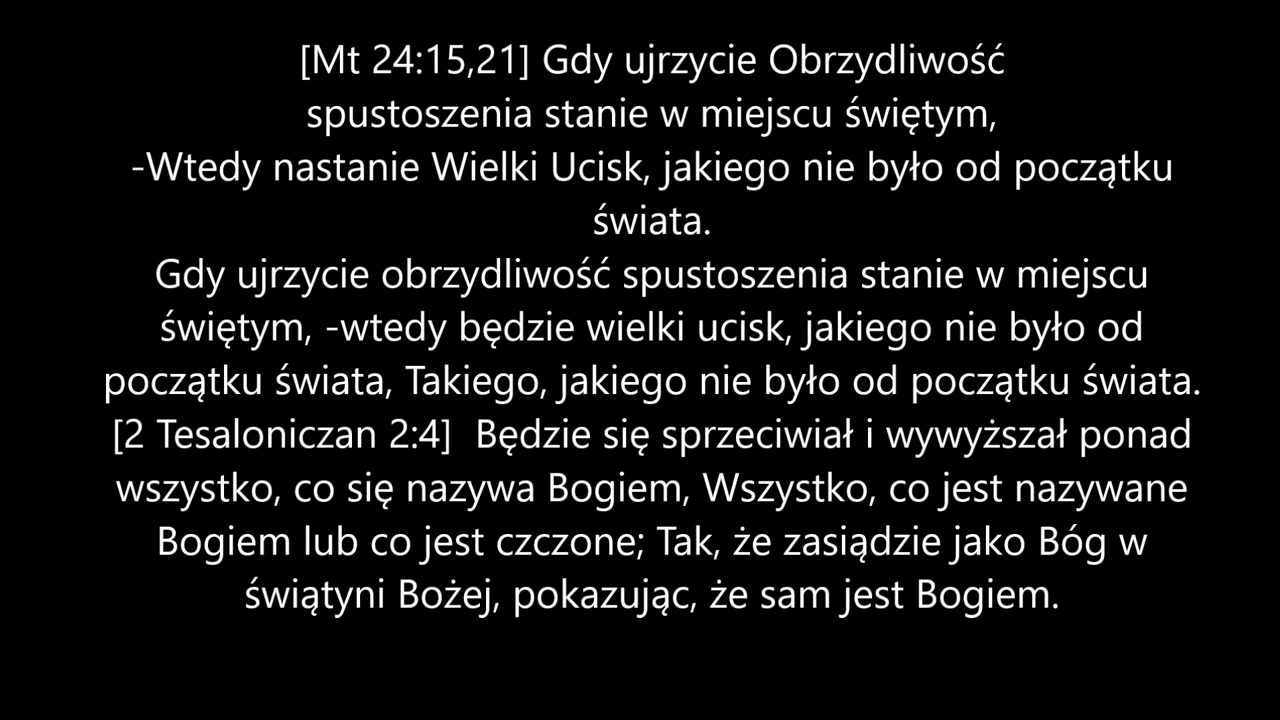 [Mt 24:15,21] Gdy ujrzycie Obrzydliwość
spustoszenia stanie w miejscu świętym,
-Wtedy nastanie Wielki Ucisk, jakiego nie było od początku
świata.
Gdy ujrzycie obrzydliwość spustoszenia stanie w miejscu
świętym, -wtedy będzie wielki ucisk, jakiego nie było od
początku świata, Takiego, jakiego nie było od początku świata.
[2 Tesaloniczan 2:4]  Będzie się sprzeciwiał i wywyższał ponad
wszystko, co się nazywa Bogiem, Wszystko, co jest nazywane
Bogiem lub co jest czczone; Tak, że zasiądzie jako Bóg w
świątyni Bożej, pokazując, że sam jest Bogiem.